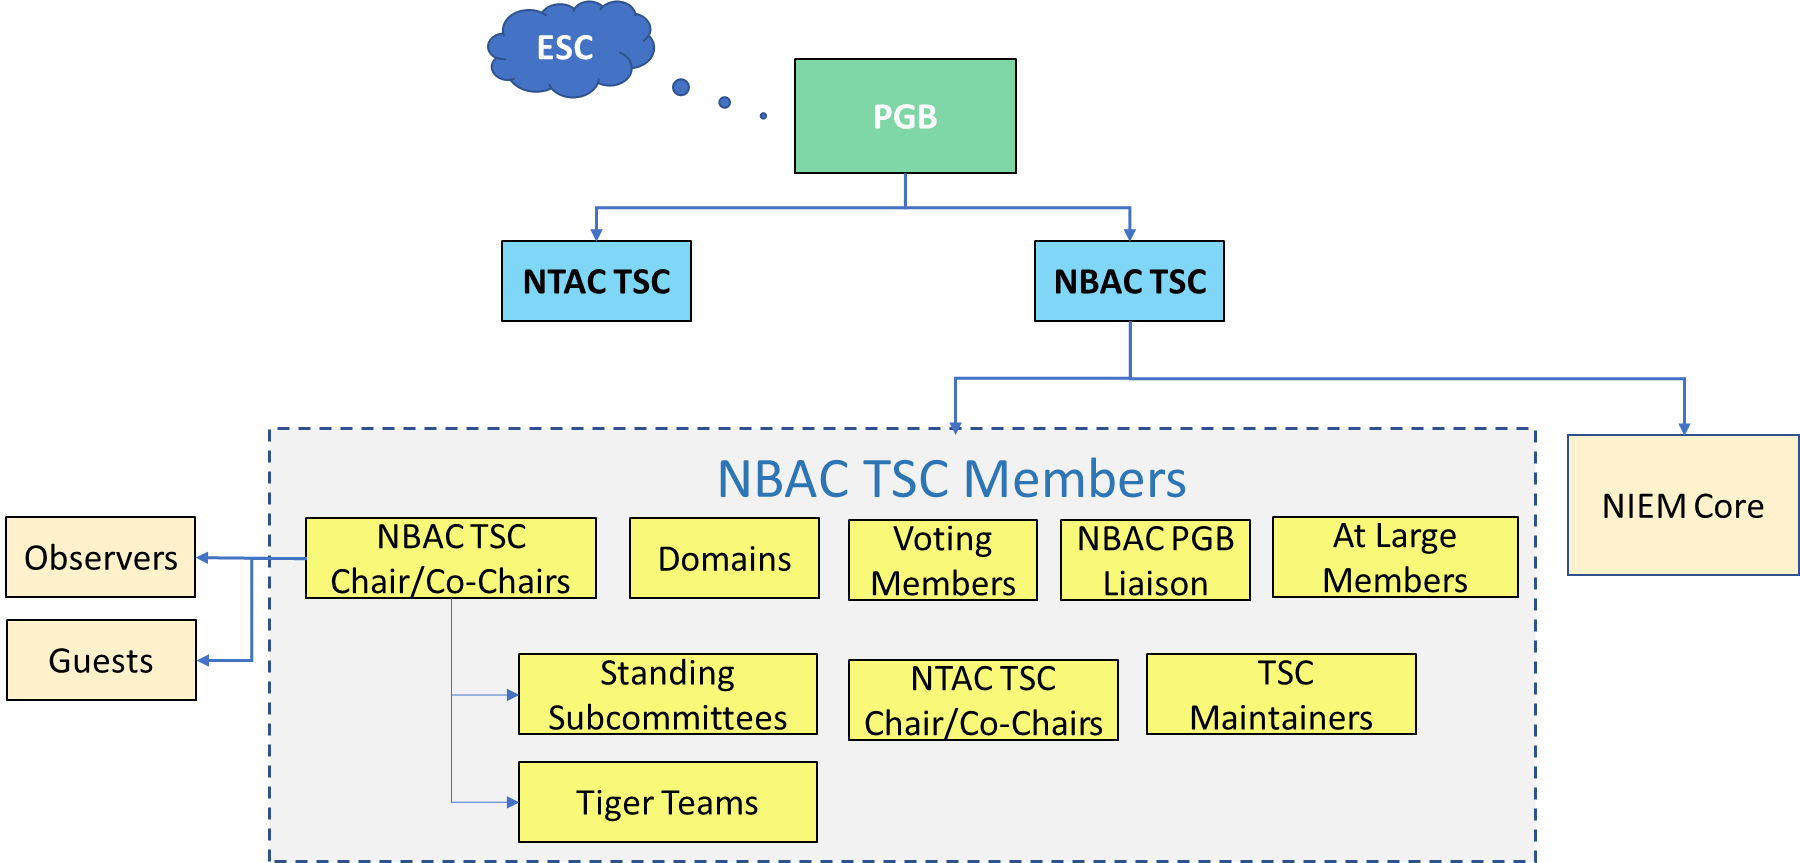 ESC
PGB
NTAC TSC
NBAC TSC
NBAC TSC Members
NIEM Core
Observers
Guests
NBAC TSC
Chair/Co-Chairs
Domains
Voting
Members
NBAC PGB
Liaison
At Large
Members
Standing
Subcommittees
NTAC TSC
Chair/Co-Chairs
TSC
Maintainers
Tiger Teams